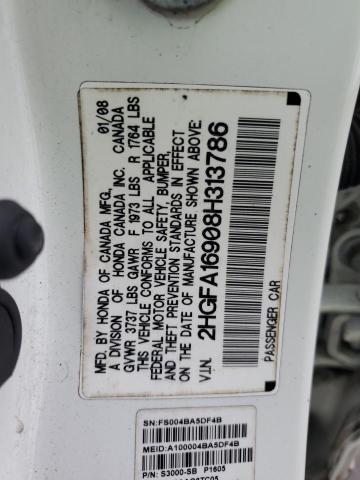 MFD. BY HONDA OF CANADA MFG. 01/08
A DIVISION OF HONDA CANADA INC. CANADA
GVWR 3737 LBS GAWR F 1973 LBS R 1764 LBS
THIS VEHICLE CONFORMS TO ALL APPLICABLE
FEDERAL MOTOR VEHICLE SAFETY, BUMPER,
AND THEFT PREVENTION STANDARDS IN EFFECT
ON THE DATE OF MANUFACTURE SHOWN ABOVE.
V.I.N. 2HGFA16908H313786
PASSENGER CAR
SN:FS004BA5DF4B
MEID:A100004BA5DF4B
P/N: S3000-SB P1605